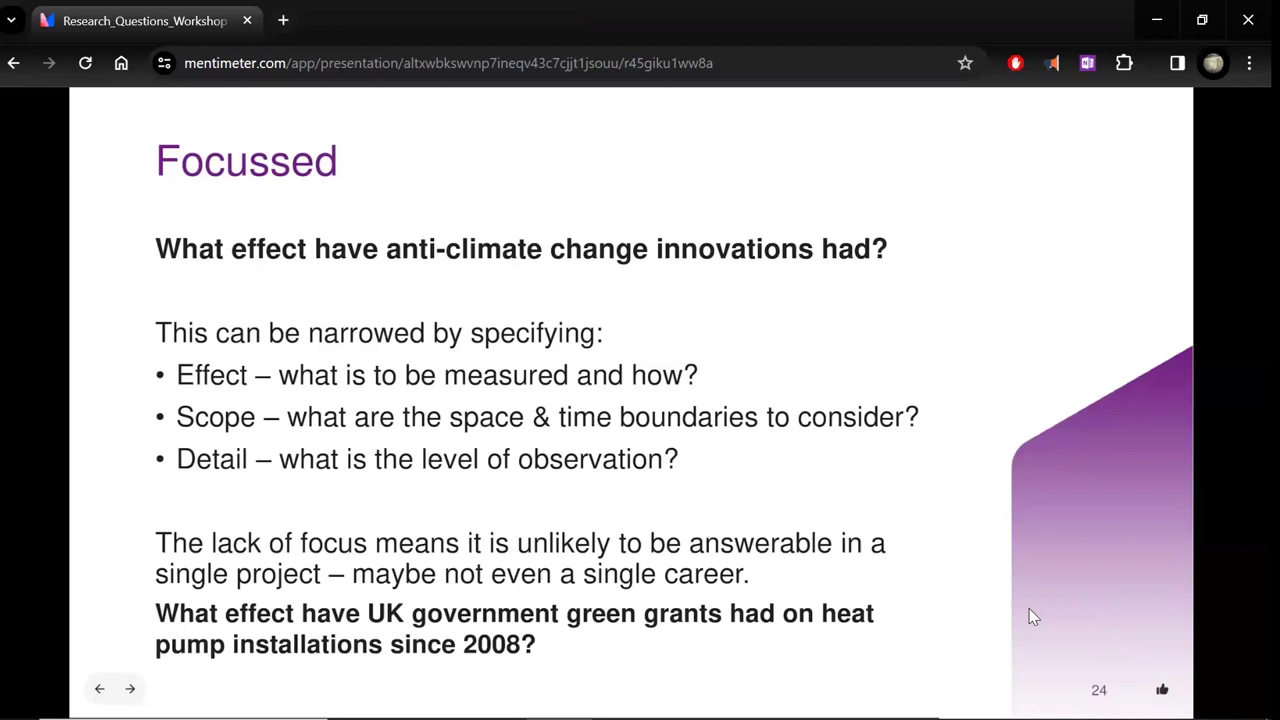 Research_Questions_Workshop
mentimeter.com/app/presentation/altxwbkswvnp7ineqv43c7cjjt1jsouu/r45giku1ww8a
Focussed
What effect have anti-climate change innovations had?
This can be narrowed by specifying:
• Effect – what is to be measured and how?
• Scope – what are the space & time boundaries to consider?
• Detail – what is the level of observation?
The lack of focus means it is unlikely to be answerable in a
single project – maybe not even a single career.
What effect have UK government green grants had on heat
pump installations since 2008?
24